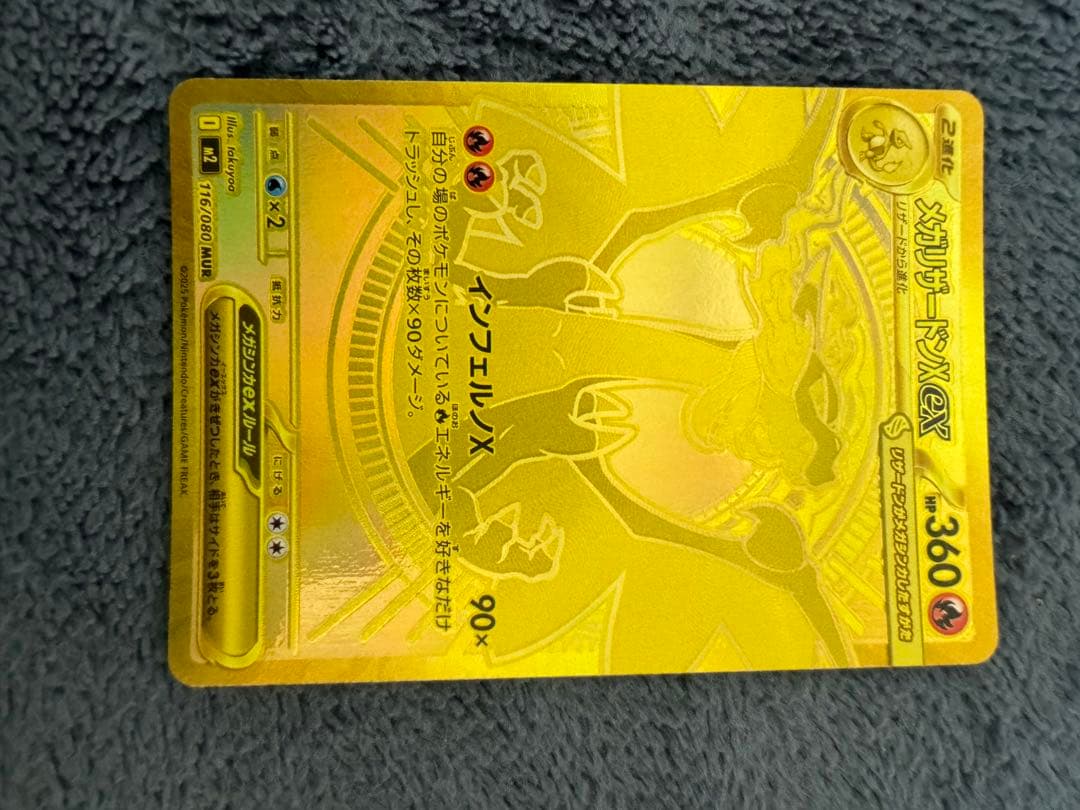 2進化
メガリザードンXex
HP360
リザードから進化
リザードンがメガシンカしたすがた
インフェルノX 90×
自分の場のポケモンについているエネルギーを好きなだけ
トラッシュし、その枚数×90ダメージ。
弱点 ×2 抵抗力 にげる
Illus. takuyoa
D m2 116/080 MUR
メガシンカexルール
メガシンカexがきぜつしたとき、相手はサイドを3枚とる。
©2025 Pokémon/Nintendo/Creatures/GAME FREAK